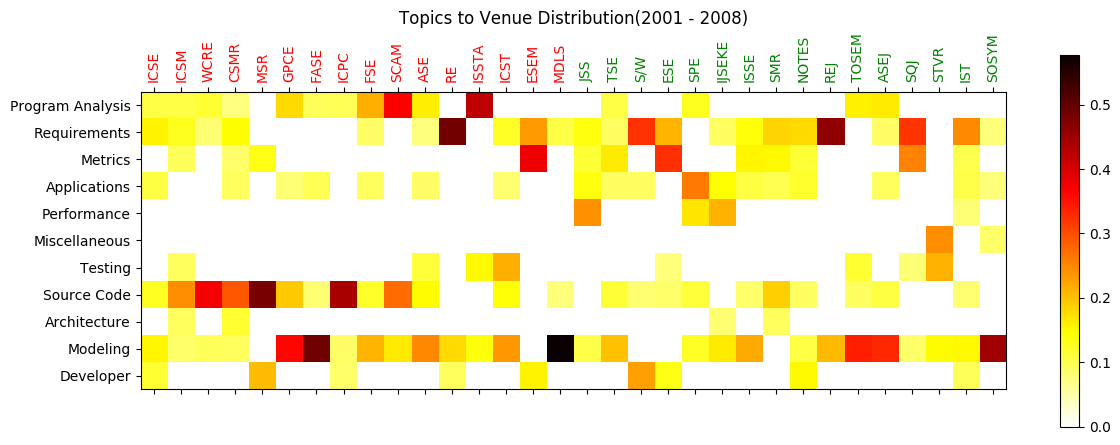 Topics to Venue Distribution(2001 - 2008)
ICSE ICSM WCRE CSMR MSR GPCE FASE ICPC FSE SCAM ASE RE ISSTA ICST ESEM MDLS JSS TSE S/W ESE SPE IJSEKE ISSE SMR NOTES REJ TOSEM ASEJ SQJ STVR IST SOSYM
Program Analysis
Requirements
Metrics
Applications
Performance
Miscellaneous
Testing
Source Code
Architecture
Modeling
Developer
0.5
0.4
0.3
0.2
0.1
0.0